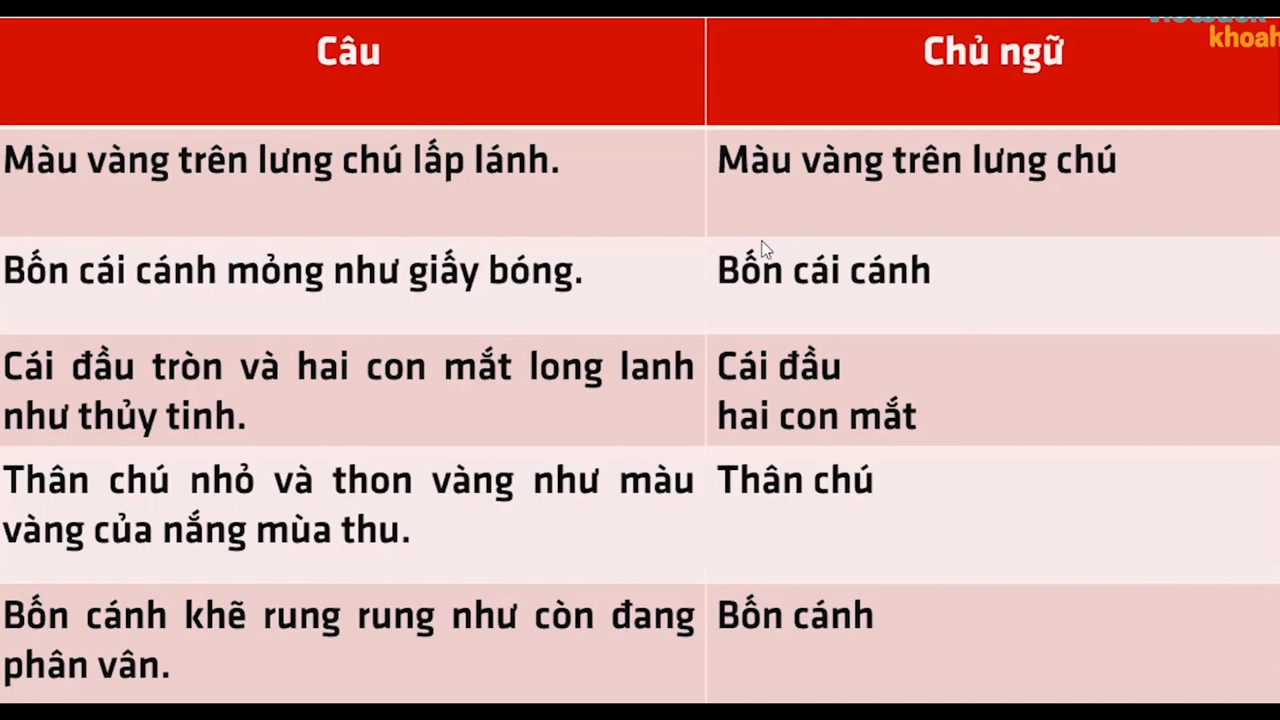 Câu
Chủ ngữ
khoah
Màu vàng trên lưng chú lấp lánh.
Màu vàng trên lưng chú
Bốn cái cánh mỏng như giấy bóng.
Bốn cái cánh
Cái đầu tròn và hai con mắt long lanh
như thủy tinh.
Cái đầu
hai con mắt
Thân chú nhỏ và thon vàng như màu
vàng của nắng mùa thu.
Thân chú
Bốn cánh khẽ rung rung như còn đang
phân vân.
Bốn cánh